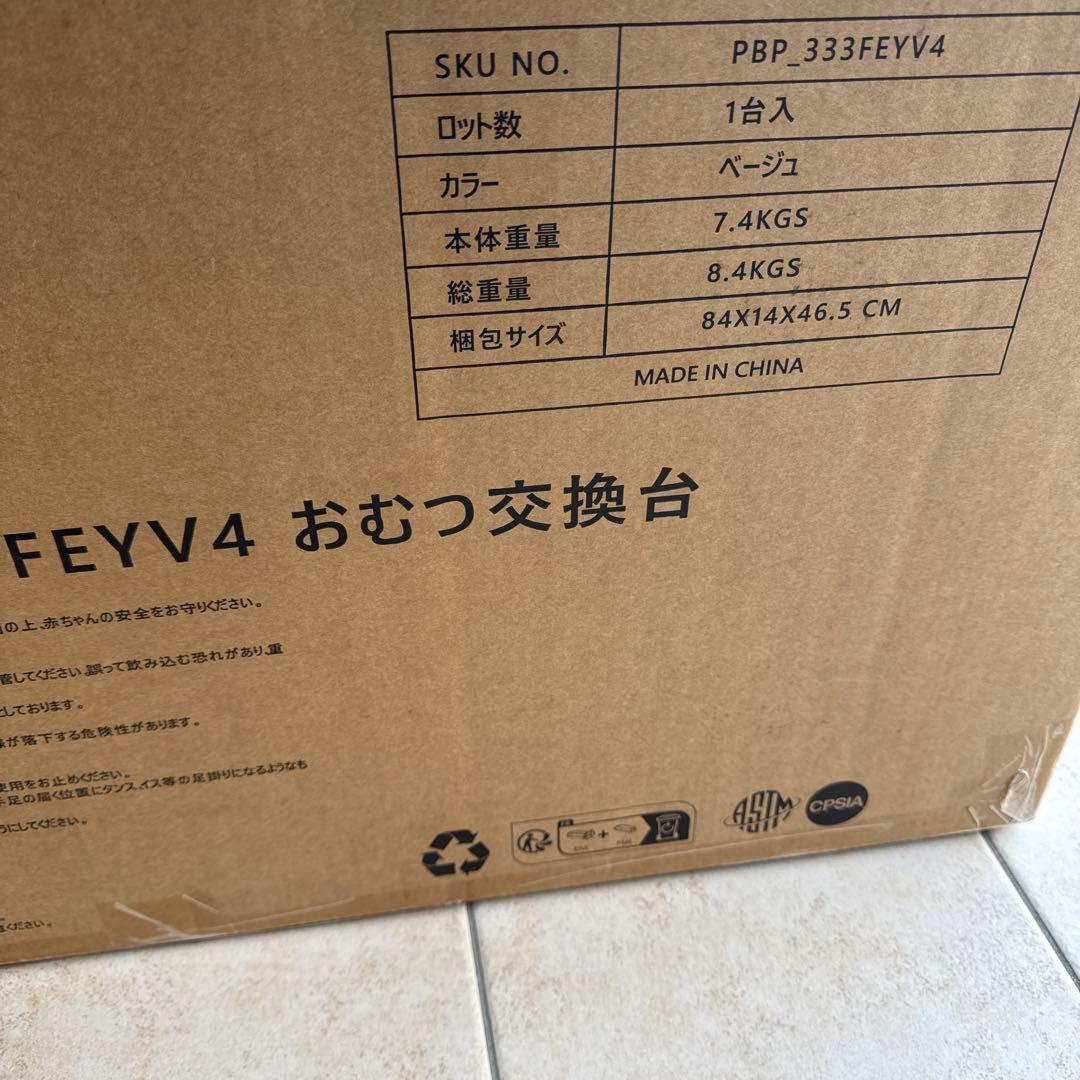 SKU NO. PBP_333FEYV4
ロット数 1台入
カラー ベージュ
本体重量 7.4KGS
総重量 8.4KGS
梱包サイズ 84X14X46.5 CM
MADE IN CHINA
FEYV4 おむつ交換台
の上、赤ちゃんの安全をお守りください。
管してください。誤って飲み込む恐れがあり、重
しております。
が落下する危険性があります。
使用をお止めください。
手足の届く位置にタンス、イス等の足掛りになるようなも
うにしてください。
ください。
FR
+
ASTM
CPSIA